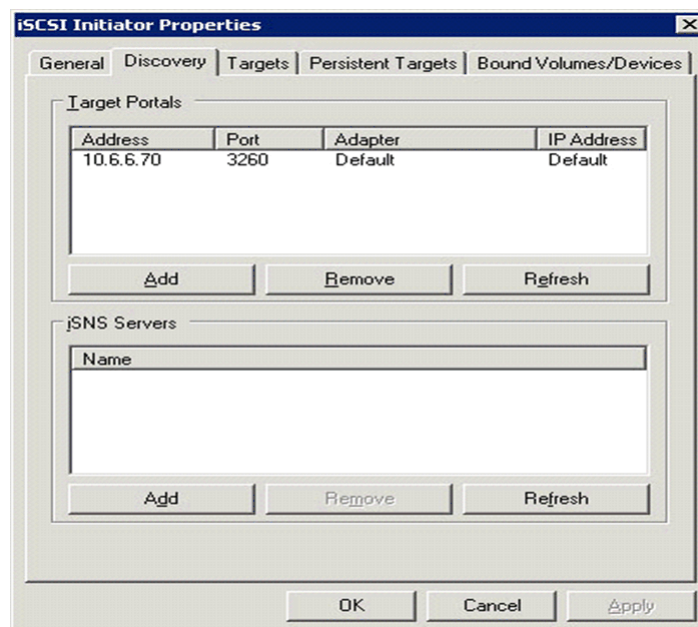 iSCSI Initiator Properties
General Discovery Targets Persistent Targets Bound Volumes/Devices
Target Portals
Address Port Adapter IP Address
10.6.6.70 3260 Default Default
Add Remove Refresh
iSNS Servers
Name
Add Remove Refresh
OK Cancel Apply